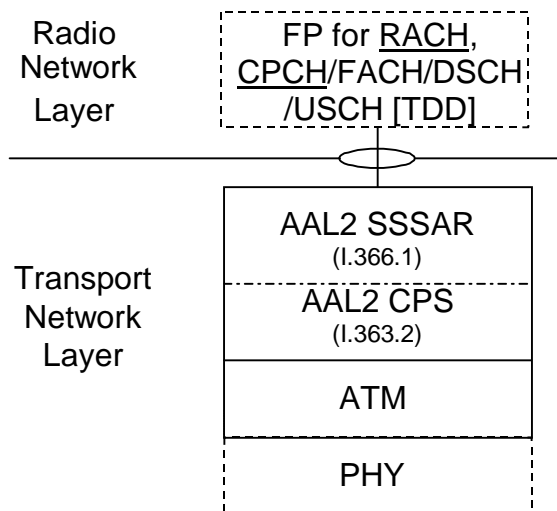 Radio
Network
Layer
FP for RACH,
CPCH/FACH/DSCH
/USCH [TDD]
Transport
Network
Layer
AAL2 SSSAR
(I.366.1)
AAL2 CPS
(I.363.2)
ATM
PHY